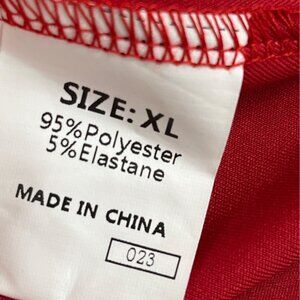 SIZE: XL
95%Polyester
5%Elastane
MADE IN CHINA
023